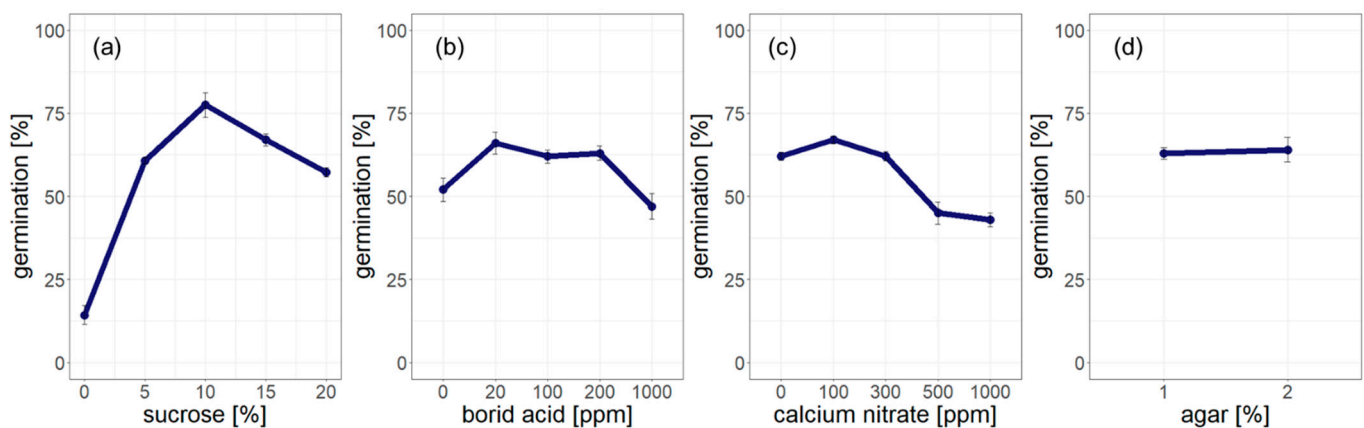 (a)
germination [%]
100
75
50
25
0
0 5 10 15 20
sucrose [%]
(b)
germination [%]
100
75
50
25
0
0 20 100 200 1000
borid acid [ppm]
(c)
germination [%]
100
75
50
25
0
0 100 300 500 1000
calcium nitrate [ppm]
(d)
germination [%]
100
75
50
25
0
1 2
agar [%]